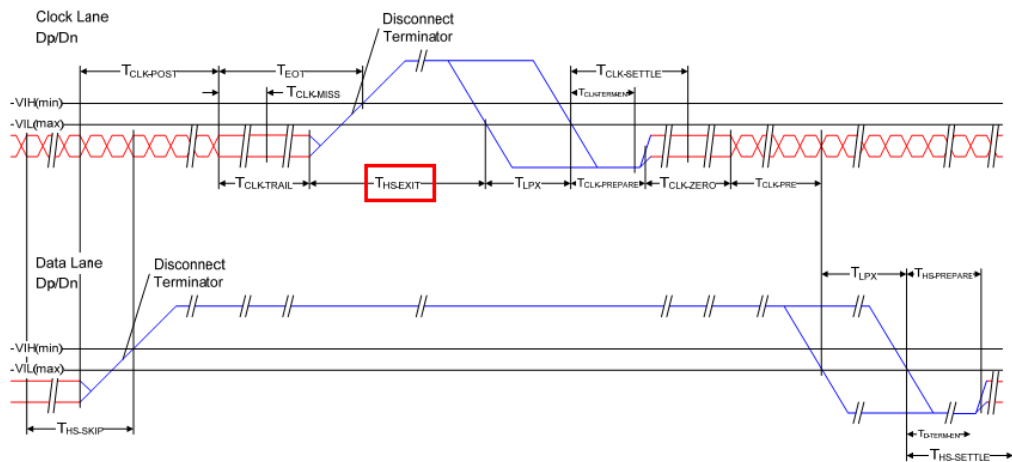 Clock Lane
Dp/Dn
Disconnect
Terminator
TCLK-POST
TEOT
TCLK-SETTLE
TCLK-MISS
TCLK-TERM-EN
VIH(min)
VIL(max)
TCLK-TRAIL
THS-EXIT
TLPX
TCLK-PREPARE
TCLK-ZERO
TCLK-PRE
Data Lane
Dp/Dn
Disconnect
Terminator
TLPX
THS-PREPARE
VIH(min)
VIL(max)
THS-SKIP
TD-TERM-EN
THS-SETTLE